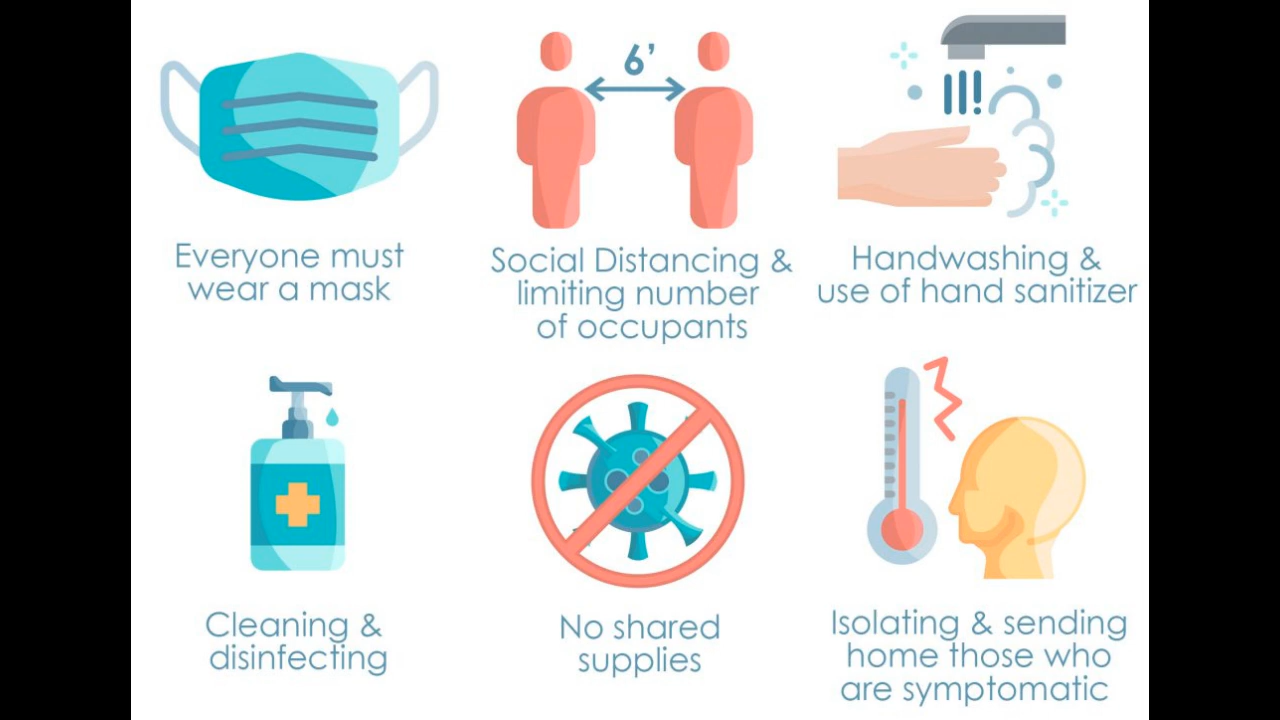 Everyone must
wear a mask
6’
Social Distancing &
limiting number
of occupants
Handwashing &
use of hand sanitizer
Cleaning &
disinfecting
No shared
supplies
Isolating & sending
home those who
are symptomatic